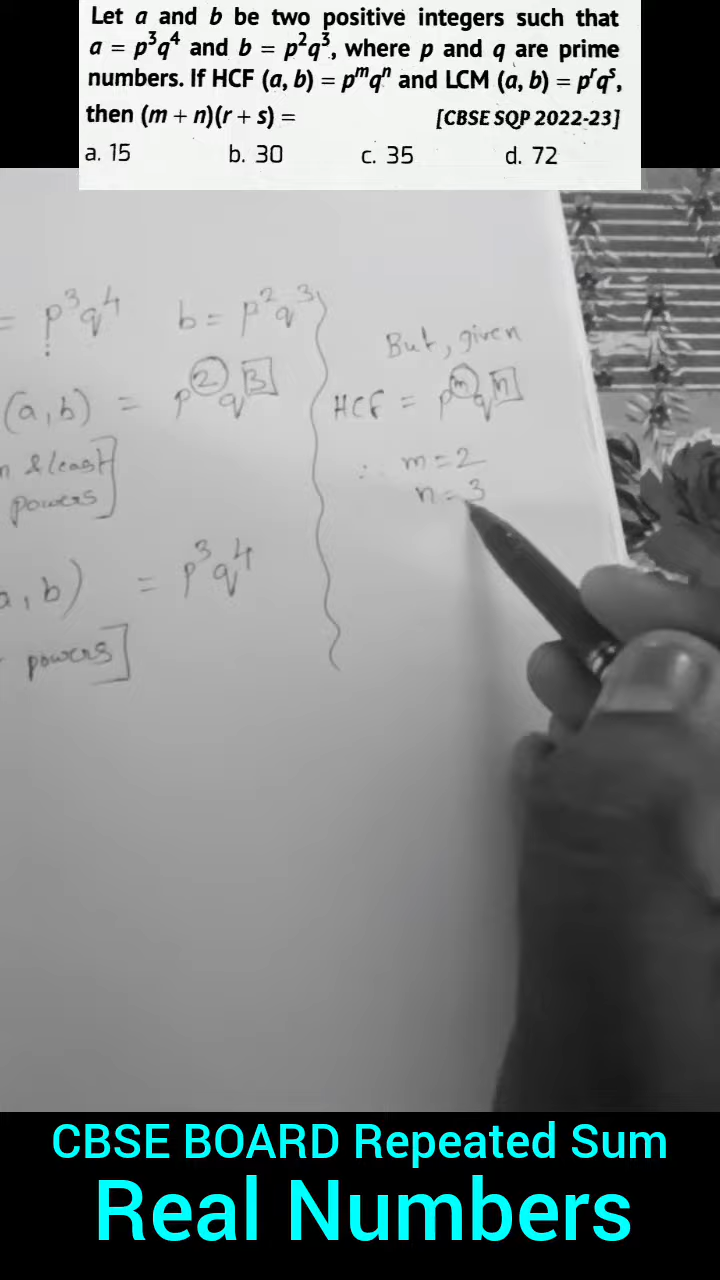 Let a and b be two positive integers such that
a = p³q⁴ and b = p²q³, where p and q are prime
numbers. If HCF (a, b) = pᵐqⁿ and LCM (a, b) = pʳqˢ,
then (m + n)(r + s) = [CBSE SQP 2022-23]
a. 15 b. 30 c. 35 d. 72
= p³q⁴ b = p²q³
(a, b) = p²q³
n & least
powers]
a, b) = p³q⁴
powers]
But, given
HCF = pᵐqⁿ
∴ m = 2
n = 3
CBSE BOARD Repeated Sum
Real Numbers